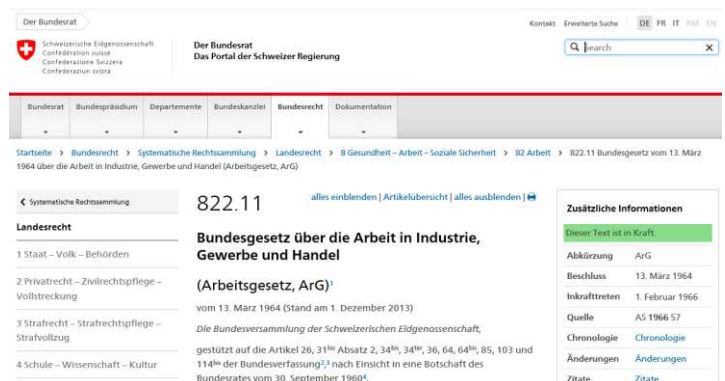 Der Bundesrat
Kontakt Erweiterte Suche DE FR IT RM EN
Schweizerische Eidgenossenschaft
Confédération suisse
Confederazione Svizzera
Confederaziun svizra
Der Bundesrat
Das Portal der Schweizer Regierung
search X
Bundesrat Bundespräsidium Departemente Bundeskanzlei Bundesrecht Dokumentation
Startseite > Bundesrecht > Systematische Rechtssammlung > Landesrecht > 8 Gesundheit – Arbeit – Soziale Sicherheit > 82 Arbeit > 822.11 Bundesgesetz vom 13. März
1964 über die Arbeit in Industrie, Gewerbe und Handel (Arbeitsgesetz, ArG)
Systematische Rechtssammlung
Landesrecht
1 Staat – Volk – Behörden
2 Privatrecht – Zivilrechtspflege –
Vollstreckung
3 Strafrecht – Strafrechtspflege –
Strafvollzug
4 Schule – Wissenschaft – Kultur
822.11
alles einblenden | Artikelübersicht | alles ausblenden |
Bundesgesetz über die Arbeit in Industrie,
Gewerbe und Handel
(Arbeitsgesetz, ArG)¹
vom 13. März 1964 (Stand am 1. Dezember 2013)
Die Bundesversammlung der Schweizerischen Eidgenossenschaft,
gestützt auf die Artikel 26, 31bis Absatz 2, 34bis, 34ter, 36, 64, 64bis, 85, 103 und
114bis der Bundesverfassung²,³ nach Einsicht in eine Botschaft des
Bundesrates vom 30. September 1960⁴,
Zusätzliche Informationen
Dieser Text ist in Kraft.
Abkürzung ArG
Beschluss 13. März 1964
Inkrafttreten 1. Februar 1966
Quelle AS 1966 57
Chronologie Chronologie
Änderungen Änderungen
Zitate Zitate